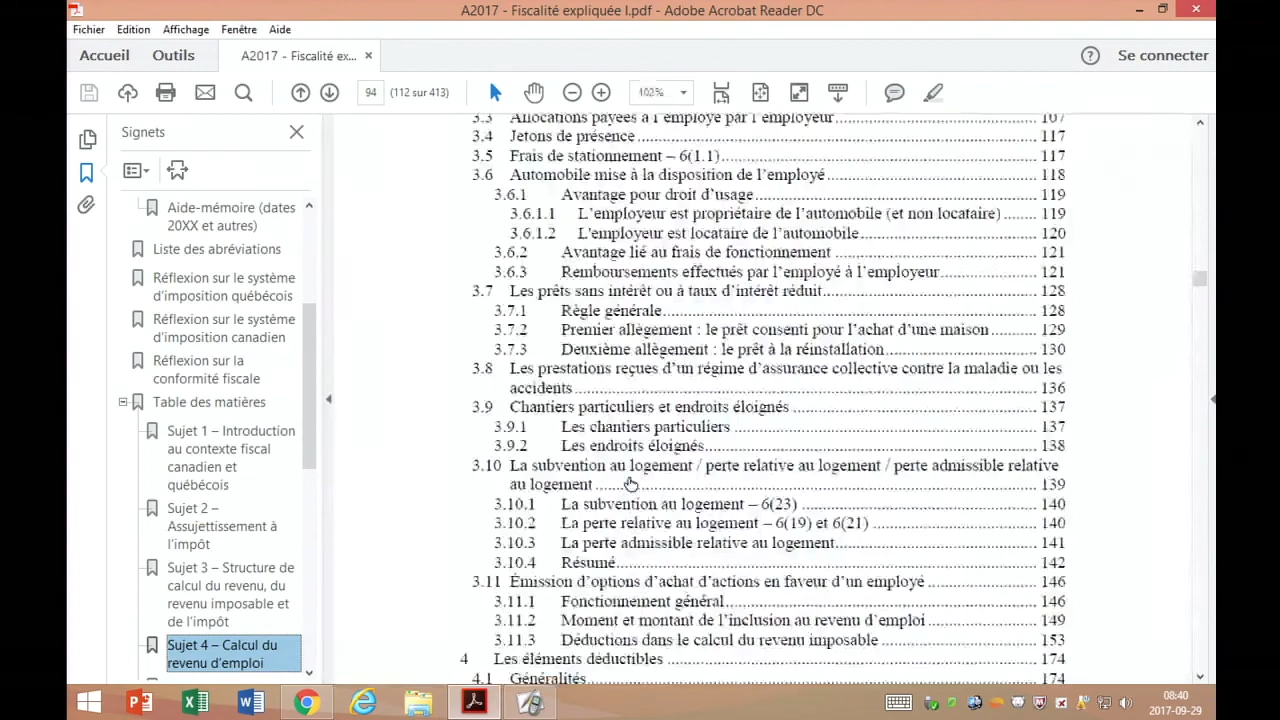 A2017 - Fiscalité expliquée I.pdf - Adobe Acrobat Reader DC
Fichier Edition Affichage Fenêtre Aide
Accueil Outils A2017 - Fiscalité ex... × Se connecter
94 (112 sur 413) 102%
Signets
Aide-mémoire (dates
20XX et autres)
Liste des abréviations
Réflexion sur le système
d'imposition québécois
Réflexion sur le système
d'imposition canadien
Réflexion sur la
conformité fiscale
Table des matières
Sujet 1 – Introduction
au contexte fiscal
canadien et
québécois
Sujet 2 –
Assujettissement à
l'impôt
Sujet 3 – Structure de
calcul du revenu, du
revenu imposable et
de l'impôt
Sujet 4 – Calcul du
revenu d'emploi
3.3 Allocations payées à l'employé par l'employeur 107
3.4 Jetons de présence 117
3.5 Frais de stationnement – 6(1.1) 117
3.6 Automobile mise à la disposition de l'employé 118
3.6.1 Avantage pour droit d'usage 119
3.6.1.1 L'employeur est propriétaire de l'automobile (et non locataire) 119
3.6.1.2 L'employeur est locataire de l'automobile 120
3.6.2 Avantage lié au frais de fonctionnement 121
3.6.3 Remboursements effectués par l'employé à l'employeur 121
3.7 Les prêts sans intérêt ou à taux d'intérêt réduit 128
3.7.1 Règle générale 128
3.7.2 Premier allègement : le prêt consenti pour l'achat d'une maison 129
3.7.3 Deuxième allègement : le prêt à la réinstallation 130
3.8 Les prestations reçues d'un régime d'assurance collective contre la maladie ou les
accidents 136
3.9 Chantiers particuliers et endroits éloignés 137
3.9.1 Les chantiers particuliers 137
3.9.2 Les endroits éloignés 138
3.10 La subvention au logement / perte relative au logement / perte admissible relative
au logement 139
3.10.1 La subvention au logement – 6(23) 140
3.10.2 La perte relative au logement – 6(19) et 6(21) 140
3.10.3 La perte admissible relative au logement 141
3.10.4 Résumé 142
3.11 Émission d'options d'achat d'actions en faveur d'un employé 146
3.11.1 Fonctionnement général 146
3.11.2 Moment et montant de l'inclusion au revenu d'emploi 149
3.11.3 Déductions dans le calcul du revenu imposable 153
4 Les éléments déductibles 174
4.1 Généralités 174
08:40
2017-09-29